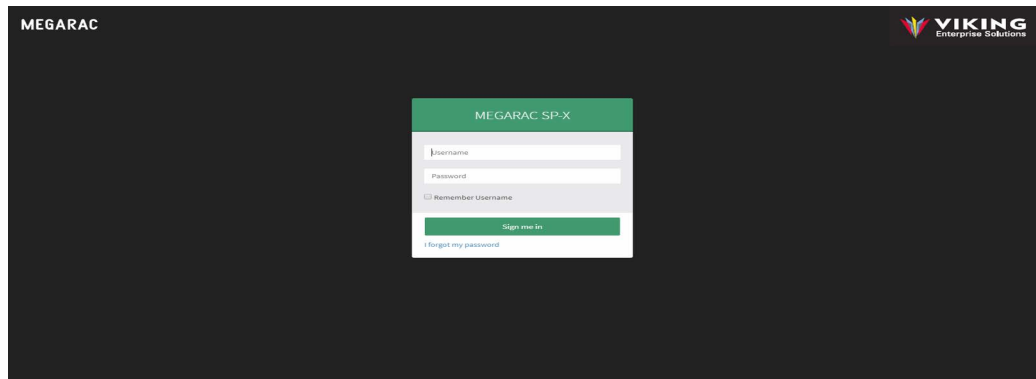 MEGARAC
VIKING
Enterprise Solutions
MEGARAC SP-X
Username
Password
Remember Username
Sign me in
I forgot my password